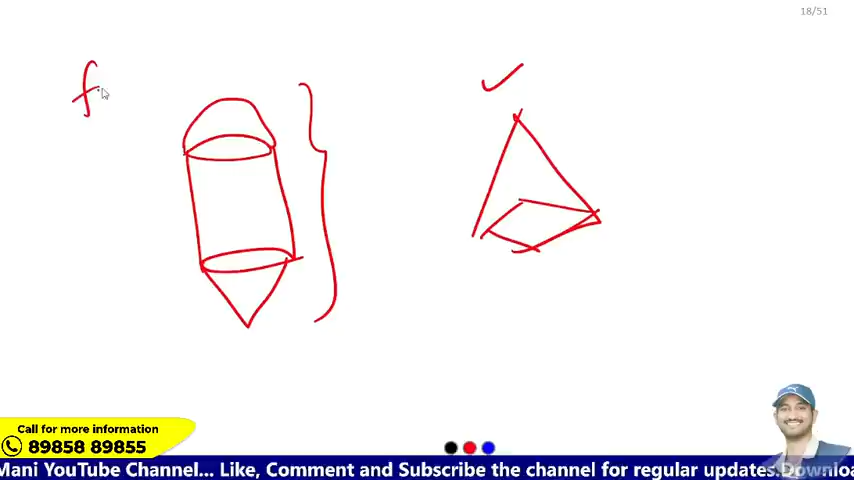 18/51
f
Call for more information
89858 89855
Mani YouTube Channel... Like, Comment and Subscribe the channel for regular updates.Downloa